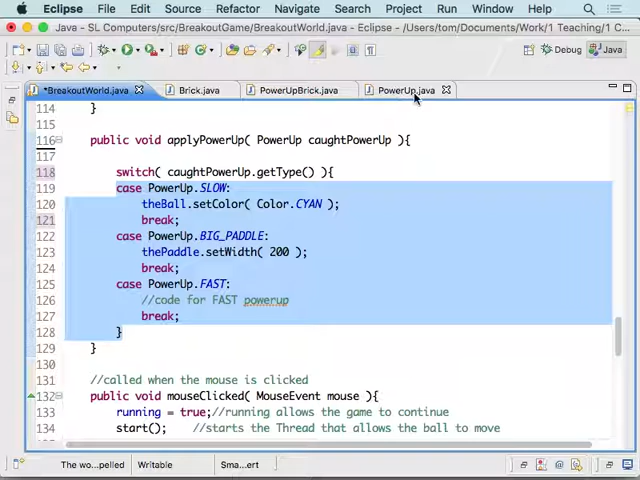 Eclipse File Edit Source Refactor Navigate Search Project Run Window
Java - SL Computers/src/BreakoutGame/BreakoutWorld.java - Eclipse - /Users/tom/Documents/Work/1 Teaching/1 C...
Debug Java
*BreakoutWorld.java Brick.java PowerUpBrick.java PowerUp.java
114 }
115
116 public void applyPowerUp( PowerUp caughtPowerUp ){
117
118 switch( caughtPowerUp.getType() ){
119 case PowerUp.SLOW:
120 theBall.setColor( Color.CYAN );
121 break;
122 case PowerUp.BIG_PADDLE:
123 thePaddle.setWidth( 200 );
124 break;
125 case PowerUp.FAST:
126 //code for FAST powerup
127 break;
128 }
129 }
130
131 //called when the mouse is clicked
132 public void mouseClicked( MouseEvent mouse ){
133 running = true;//running allows the game to continue
134 start(); //starts the Thread that allows the ball to move
The wo...pelled Writable Sma...ert